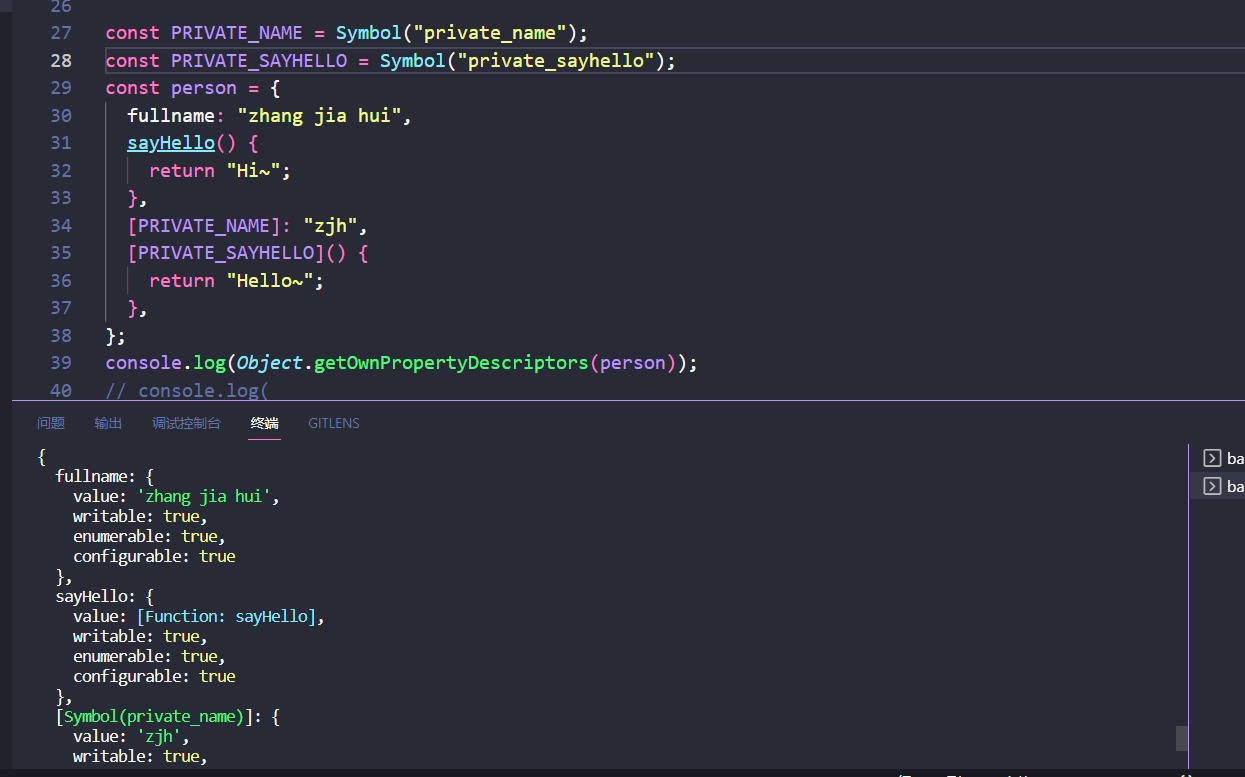 26
27 const PRIVATE_NAME = Symbol("private_name");
28 const PRIVATE_SAYHELLO = Symbol("private_sayhello");
29 const person = {
30 fullname: "zhang jia hui",
31 sayHello() {
32 return "Hi~";
33 },
34 [PRIVATE_NAME]: "zjh",
35 [PRIVATE_SAYHELLO]() {
36 return "Hello~";
37 },
38 };
39 console.log(Object.getOwnPropertyDescriptors(person));
40 // console.log(
问题 输出 调试控制台 终端 GITLENS
{
fullname: {
value: 'zhang jia hui',
writable: true,
enumerable: true,
configurable: true
},
sayHello: {
value: [Function: sayHello],
writable: true,
enumerable: true,
configurable: true
},
[Symbol(private_name)]: {
value: 'zjh',
writable: true,
ba
ba